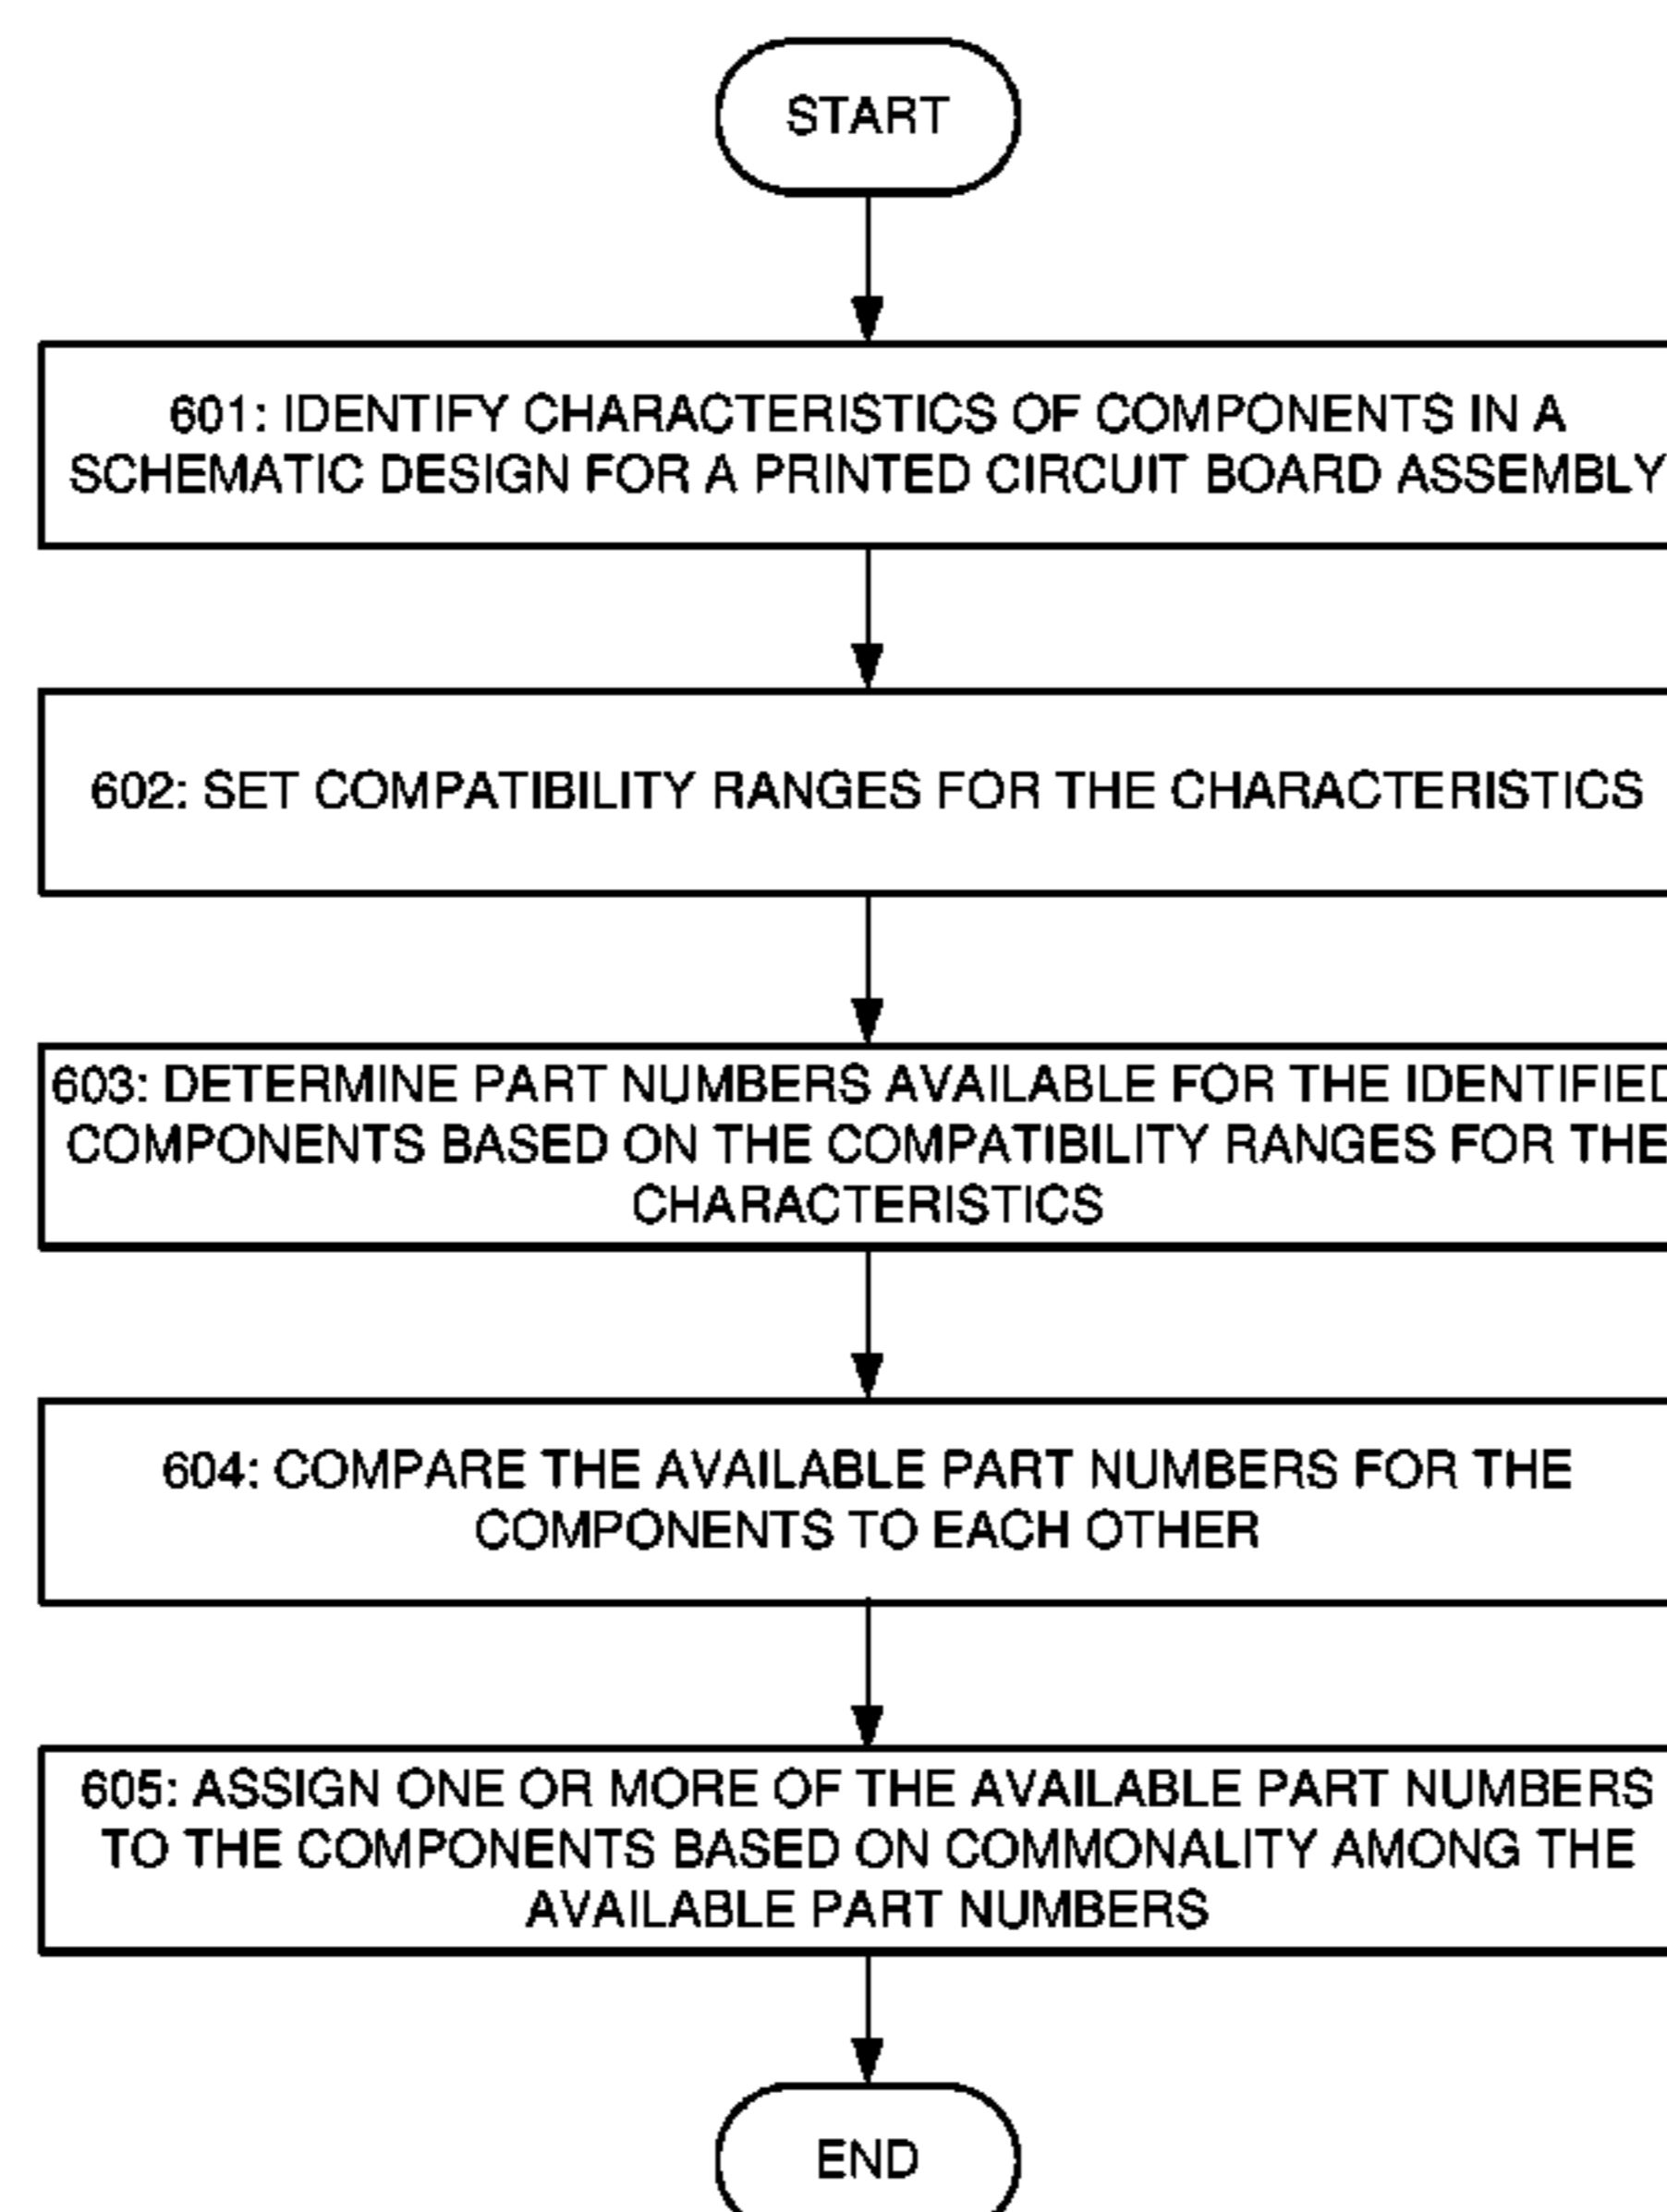 START
601: IDENTIFY CHARACTERISTICS OF COMPONENTS IN A
SCHEMATIC DESIGN FOR A PRINTED CIRCUIT BOARD ASSEMBLY
602: SET COMPATIBILITY RANGES FOR THE CHARACTERISTICS
603: DETERMINE PART NUMBERS AVAILABLE FOR THE IDENTIFIED
COMPONENTS BASED ON THE COMPATIBILITY RANGES FOR THE
CHARACTERISTICS
604: COMPARE THE AVAILABLE PART NUMBERS FOR THE
COMPONENTS TO EACH OTHER
605: ASSIGN ONE OR MORE OF THE AVAILABLE PART NUMBERS
TO THE COMPONENTS BASED ON COMMONALITY AMONG THE
AVAILABLE PART NUMBERS
END